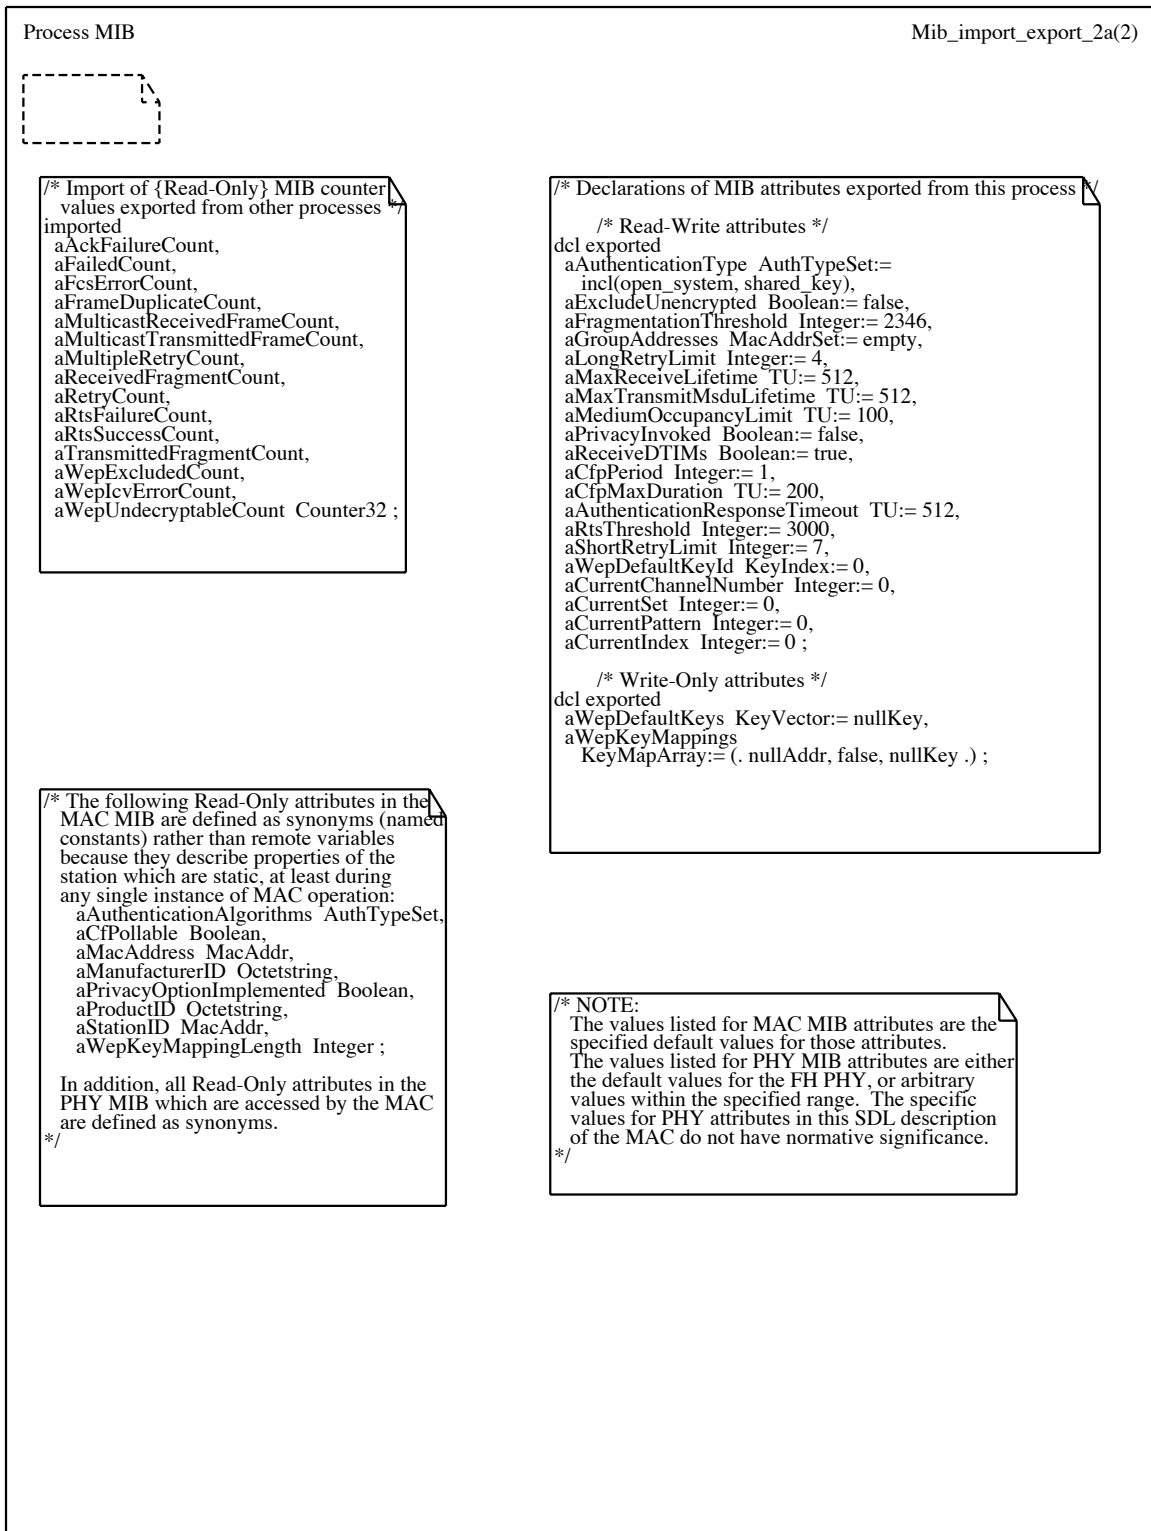 Process MIB
Mib_import_export_2a(2)
/* Import of {Read-Only} MIB counter
values exported from other processes */
imported
aAckFailureCount,
aFailedCount,
aFcsErrorCount,
aFrameDuplicateCount,
aMulticastReceivedFrameCount,
aMulticastTransmittedFrameCount,
aMultipleRetryCount,
aReceivedFragmentCount,
aRetryCount,
aRtsFailureCount,
aRtsSuccessCount,
aTransmittedFragmentCount,
aWepExcludedCount,
aWepIcvErrorCount,
aWepUndecryptableCount  Counter32 ;
/* The following Read-Only attributes in the
MAC MIB are defined as synonyms (named
constants) rather than remote variables
because they describe properties of the
station which are static, at least during
any single instance of MAC operation:
aAuthenticationAlgorithms  AuthTypeSet,
aCfPollable  Boolean,
aMacAddress  MacAddr,
aManufacturerID  Octetstring,
aPrivacyOptionImplemented  Boolean,
aProductID  Octetstring,
aStationID  MacAddr,
aWepKeyMappingLength  Integer ;
In addition, all Read-Only attributes in the
PHY MIB which are accessed by the MAC
are defined as synonyms.
*/
/* Declarations of MIB attributes exported from this process */
/* Read-Write attributes */
dcl exported
aAuthenticationType  AuthTypeSet:=
incl(open_system, shared_key),
aExcludeUnencrypted  Boolean:= false,
aFragmentationThreshold  Integer:= 2346,
aGroupAddresses  MacAddrSet:= empty,
aLongRetryLimit  Integer:= 4,
aMaxReceiveLifetime  TU:= 512,
aMaxTransmitMsduLifetime  TU:= 512,
aMediumOccupancyLimit  TU:= 100,
aPrivacyInvoked  Boolean:= false,
aReceiveDTIMs  Boolean:= true,
aCfpPeriod  Integer:= 1,
aCfpMaxDuration  TU:= 200,
aAuthenticationResponseTimeout  TU:= 512,
aRtsThreshold  Integer:= 3000,
aShortRetryLimit  Integer:= 7,
aWepDefaultKeyId  KeyIndex:= 0,
aCurrentChannelNumber  Integer:= 0,
aCurrentSet  Integer:= 0,
aCurrentPattern  Integer:= 0,
aCurrentIndex  Integer:= 0 ;
/* Write-Only attributes */
dcl exported
aWepDefaultKeys  KeyVector:= nullKey,
aWepKeyMappings
KeyMapArray:= (. nullAddr, false, nullKey .) ;
/* NOTE:
The values listed for MAC MIB attributes are the
specified default values for those attributes.
The values listed for PHY MIB attributes are either
the default values for the FH PHY, or arbitrary
values within the specified range.  The specific
values for PHY attributes in this SDL description
of the MAC do not have normative significance.
*/